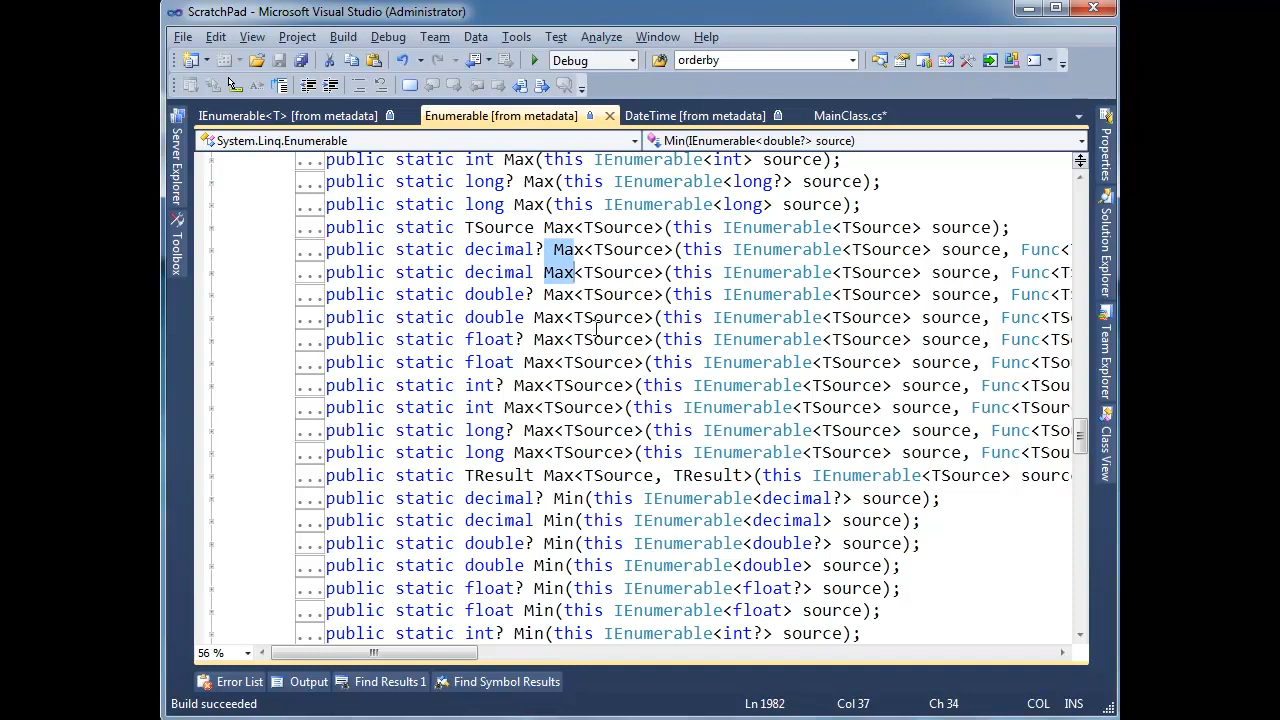 ScratchPad - Microsoft Visual Studio (Administrator)
File Edit View Project Build Debug Team Data Tools Test Analyze Window Help
Debug orderby
IEnumerable<T> [from metadata] Enumerable [from metadata] DateTime [from metadata] MainClass.cs*
System.Linq.Enumerable Min(IEnumerable<double?> source)
... public static int Max(this IEnumerable<int> source);
... public static long? Max(this IEnumerable<long?> source);
... public static long Max(this IEnumerable<long> source);
... public static TSource Max<TSource>(this IEnumerable<TSource> source);
... public static decimal? Max<TSource>(this IEnumerable<TSource> source, Func<T
... public static decimal Max<TSource>(this IEnumerable<TSource> source, Func<TS
... public static double? Max<TSource>(this IEnumerable<TSource> source, Func<TS
... public static double Max<TSource>(this IEnumerable<TSource> source, Func<TSo
... public static float? Max<TSource>(this IEnumerable<TSource> source, Func<TSo
... public static float Max<TSource>(this IEnumerable<TSource> source, Func<TSou
... public static int? Max<TSource>(this IEnumerable<TSource> source, Func<TSou
... public static int Max<TSource>(this IEnumerable<TSource> source, Func<TSour
... public static long? Max<TSource>(this IEnumerable<TSource> source, Func<TSo
... public static long Max<TSource>(this IEnumerable<TSource> source, Func<TSou
... public static TResult Max<TSource, TResult>(this IEnumerable<TSource> sourc
... public static decimal? Min(this IEnumerable<decimal?> source);
... public static decimal Min(this IEnumerable<decimal> source);
... public static double? Min(this IEnumerable<double?> source);
... public static double Min(this IEnumerable<double> source);
... public static float? Min(this IEnumerable<float?> source);
... public static float Min(this IEnumerable<float> source);
... public static int? Min(this IEnumerable<int?> source);
56 %
Server Explorer
Toolbox
Properties
Solution Explorer
Team Explorer
Class View
Error List Output Find Results 1 Find Symbol Results
Build succeeded Ln 1982 Col 37 Ch 34 COL INS